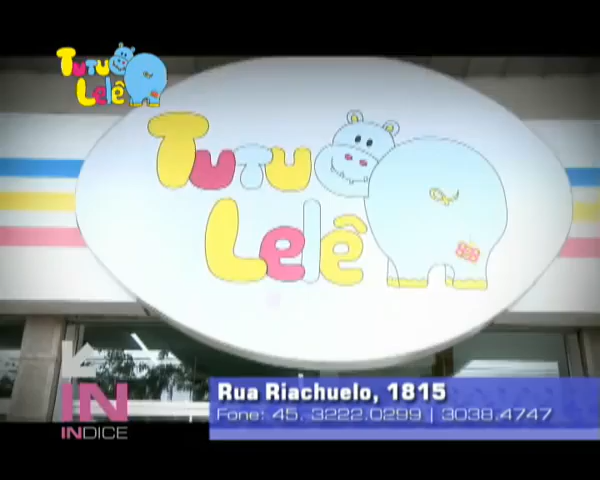 Tutu
Lelê
Tutu
Lelê
Rua Riachuelo, 1815
Fone: 45. 3222.0299 | 3038.4747
IN
INDICE